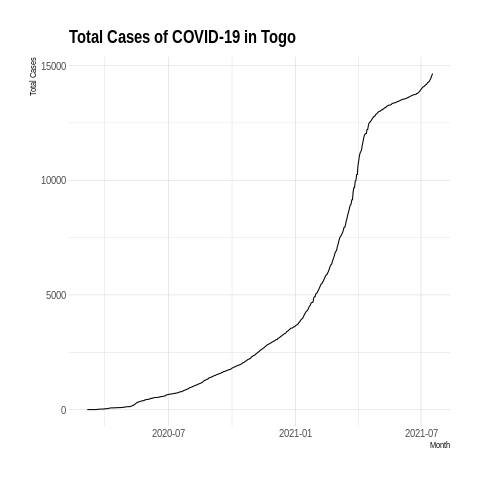 Total Cases of COVID-19 in Togo
Total Cases
15000
10000
5000
0
2020-07
2021-01
2021-07
Month